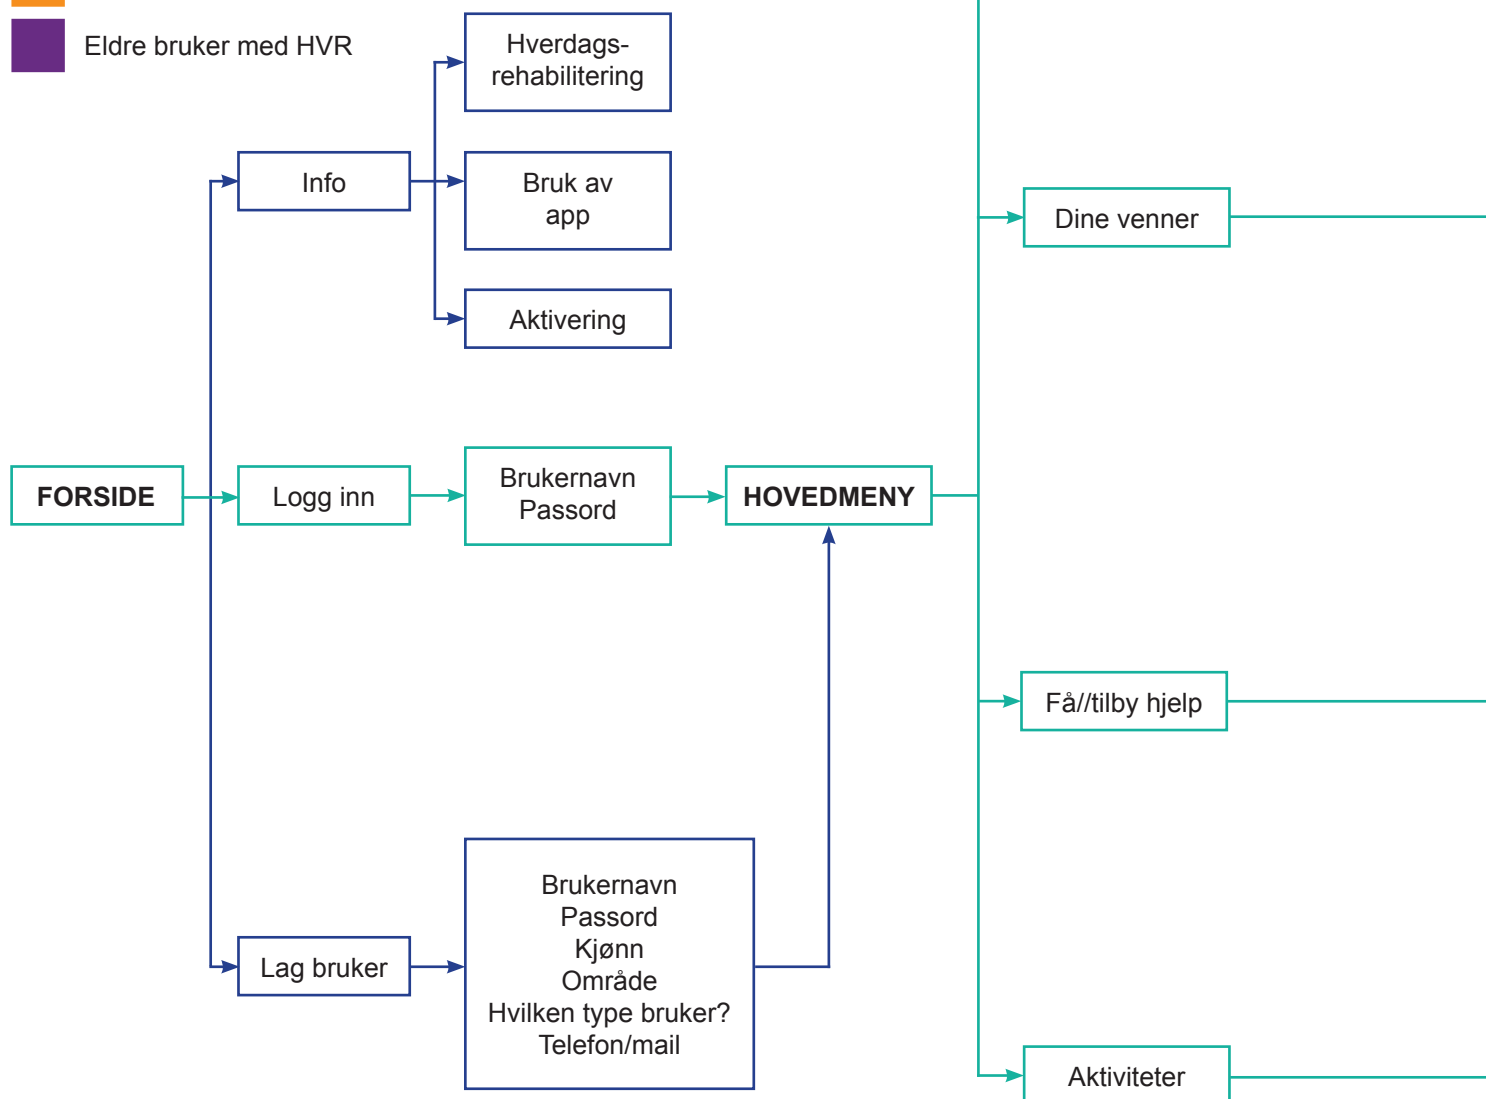 Eldre bruker med HVR
Hverdags-
rehabilitering
Info
Bruk av
app
Dine venner
Aktivering
FORSIDE
Logg inn
Brukernavn
Passord
HOVEDMENY
Få//tilby hjelp
Lag bruker
Brukernavn
Passord
Kjønn
Område
Hvilken type bruker?
Telefon/mail
Aktiviteter